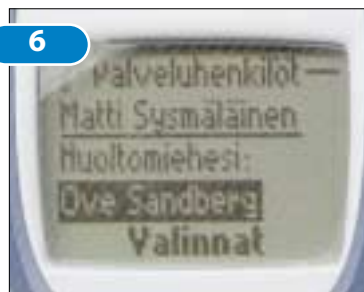 6
Palveluhenkilöt
Matti Sysmäläinen
Huoltomiehesi:
Ove Sandberg
Valinnat